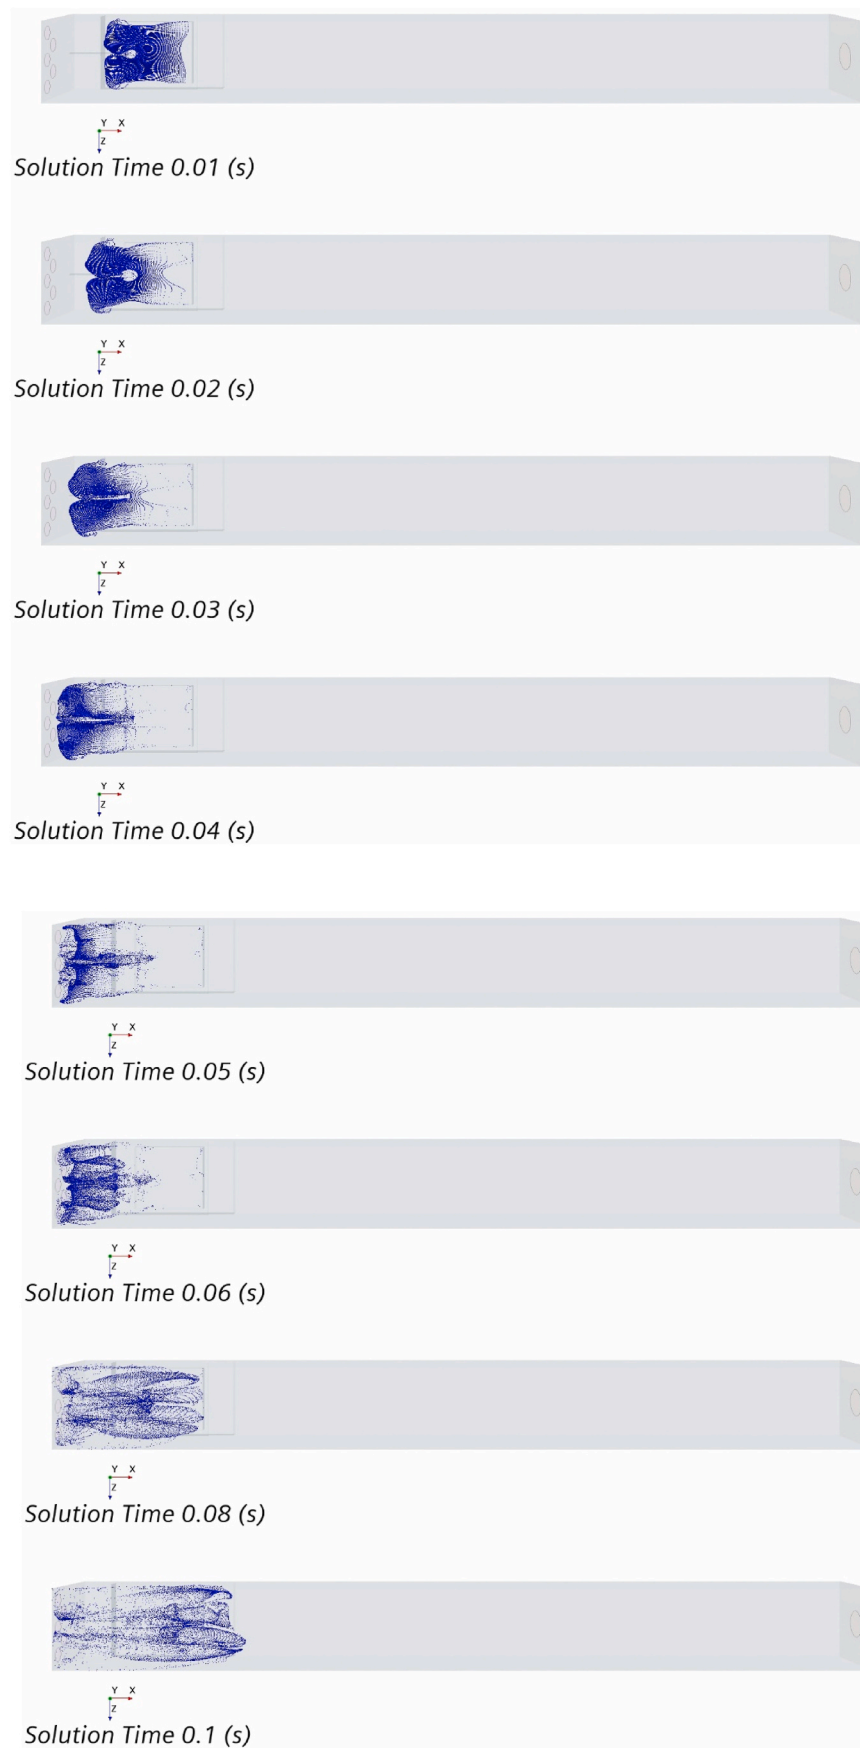 Y X
Z
Solution Time 0.01 (s)
Y X
Z
Solution Time 0.02 (s)
Y X
Z
Solution Time 0.03 (s)
Y X
Z
Solution Time 0.04 (s)
Y X
Z
Solution Time 0.05 (s)
Y X
Z
Solution Time 0.06 (s)
Y X
Z
Solution Time 0.08 (s)
Y X
Z
Solution Time 0.1 (s)